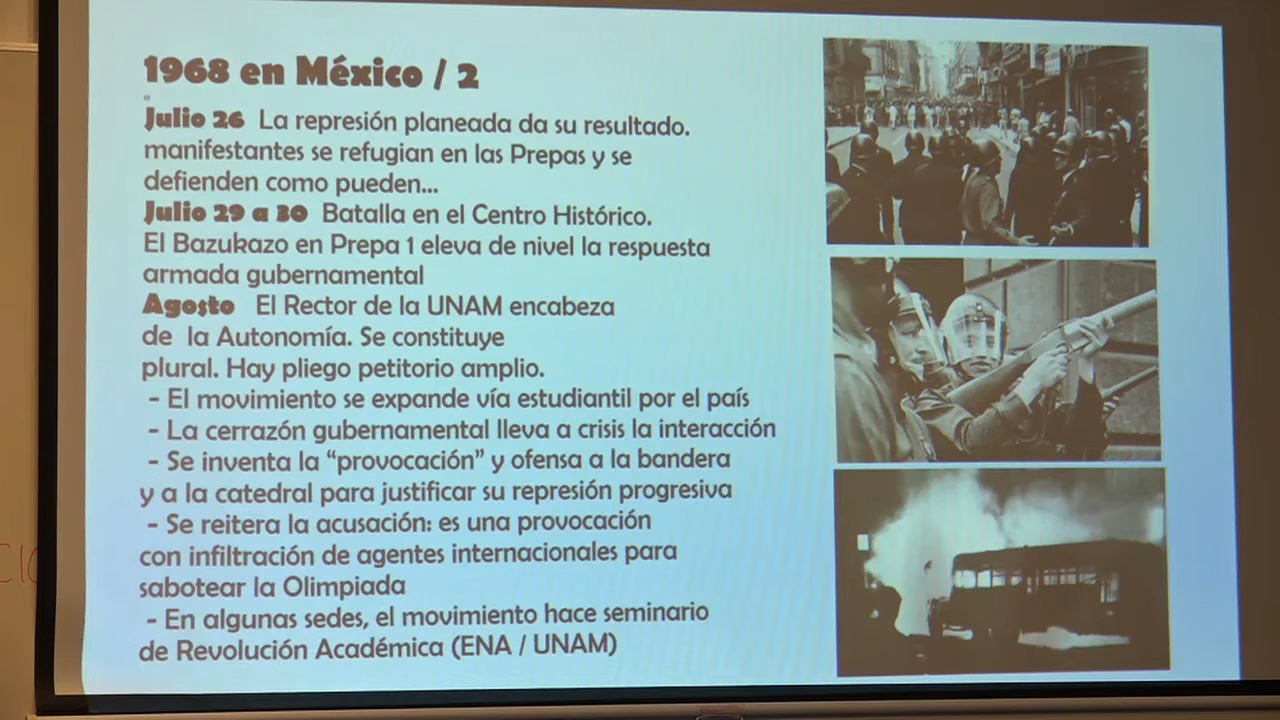 1968 en México / 2
Julio 26 La represión planeada da su resultado.
manifestantes se refugian en las Prepas y se
defienden como pueden...
Julio 29 a 30 Batalla en el Centro Histórico.
El Bazukazo en Prepa 1 eleva de nivel la respuesta
armada gubernamental
Agosto El Rector de la UNAM encabeza
de la Autonomía. Se constituye
plural. Hay pliego petitorio amplio.
- El movimiento se expande vía estudiantil por el país
- La cerrazón gubernamental lleva a crisis la interacción
- Se inventa la “provocación” y ofensa a la bandera
y a la catedral para justificar su represión progresiva
- Se reitera la acusación: es una provocación
con infiltración de agentes internacionales para
sabotear la Olimpiada
- En algunas sedes, el movimiento hace seminario
de Revolución Académica (ENA / UNAM)